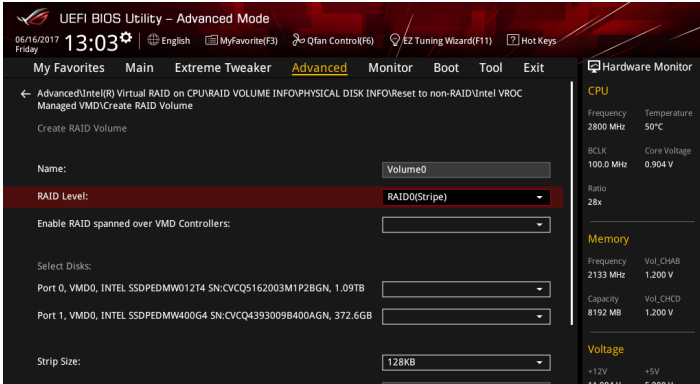 UEFI BIOS Utility – Advanced Mode
06/16/2017 Friday 13:03 English MyFavorite(F3) Qfan Control(F6) EZ Tuning Wizard(F11) ? Hot Keys
My Favorites Main Extreme Tweaker Advanced Monitor Boot Tool Exit
Hardware Monitor
← Advanced\Intel(R) Virtual RAID on CPU\RAID VOLUME INFO\PHYSICAL DISK INFO\Reset to non-RAID\Intel VROC
Managed VMD\Create RAID Volume
Create RAID Volume
Name: Volume0
RAID Level: RAID0(Stripe)
Enable RAID spanned over VMD Controllers:
Select Disks:
Port 0, VMD0, INTEL SSDPEDMW012T4 SN:CVCQ5162003M1P2BGN, 1.09TB
Port 1, VMD0, INTEL SSDPEDMW400G4 SN:CVCQ4393009B400AGN, 372.6GB
Strip Size: 128KB
CPU
Frequency Temperature
2800 MHz 50°C
BCLK Core Voltage
100.0 MHz 0.904 V
Ratio
28x
Memory
Frequency Vol_CHAB
2133 MHz 1.200 V
Capacity Vol_CHCD
8192 MB 1.200 V
Voltage
+12V +5V